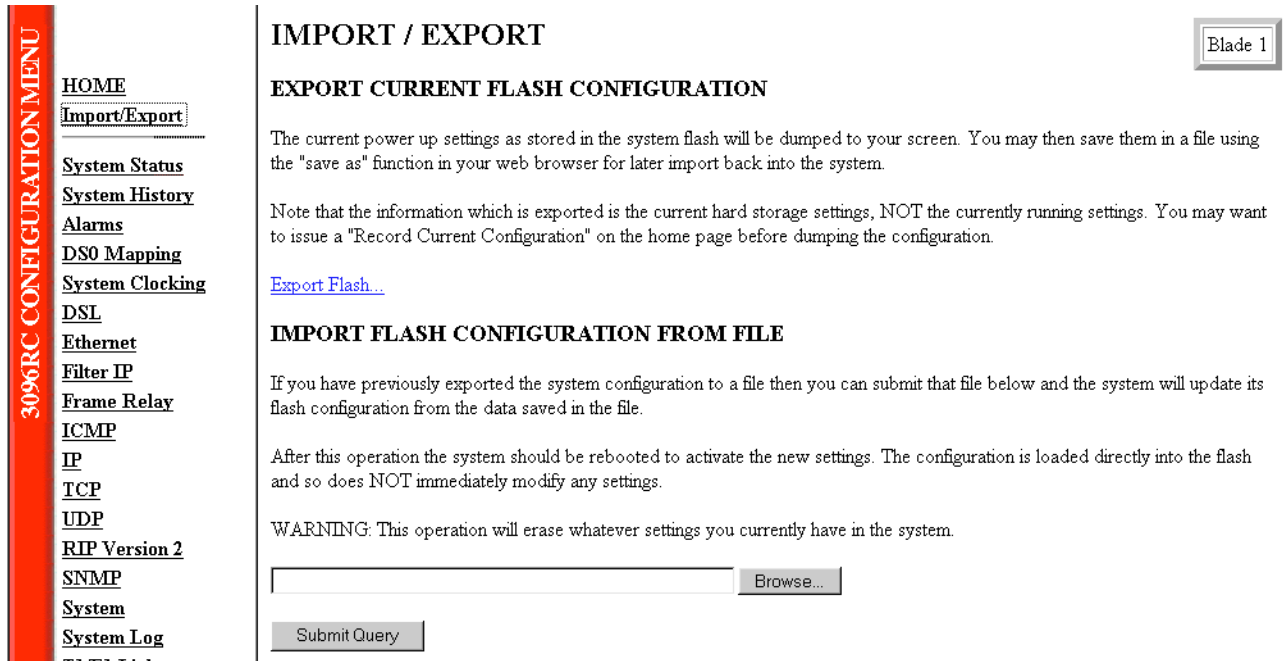 3096RC CONFIGURATION MENU
HOME
Import/Export
System Status
System History
Alarms
DS0 Mapping
System Clocking
DSL
Ethernet
Filter IP
Frame Relay
ICMP
IP
TCP
UDP
RIP Version 2
SNMP
System
System Log
IMPORT / EXPORT
Blade 1
EXPORT CURRENT FLASH CONFIGURATION
The current power up settings as stored in the system flash will be dumped to your screen. You may then save them in a file using
the "save as" function in your web browser for later import back into the system.
Note that the information which is exported is the current hard storage settings, NOT the currently running settings. You may want
to issue a "Record Current Configuration" on the home page before dumping the configuration.
Export Flash...
IMPORT FLASH CONFIGURATION FROM FILE
If you have previously exported the system configuration to a file then you can submit that file below and the system will update its
flash configuration from the data saved in the file.
After this operation the system should be rebooted to activate the new settings. The configuration is loaded directly into the flash
and so does NOT immediately modify any settings.
WARNING: This operation will erase whatever settings you currently have in the system.
Browse...
Submit Query